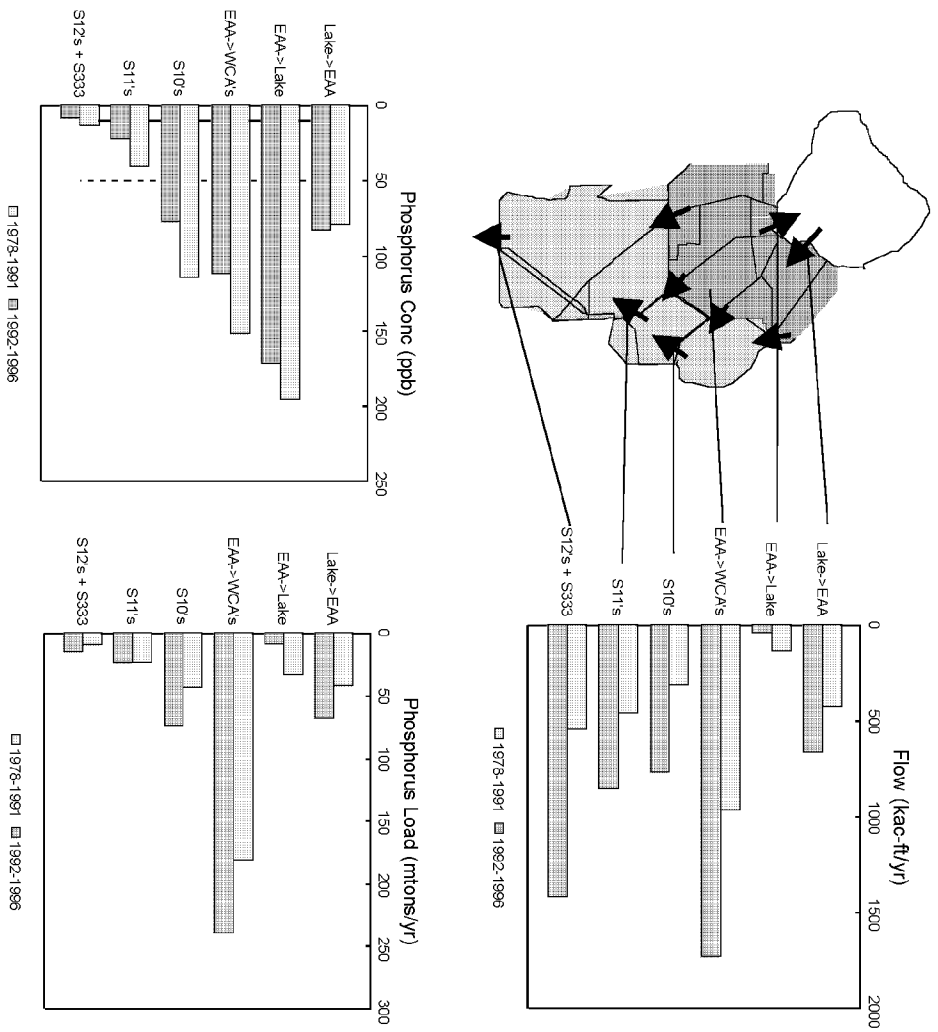 Flow (kac-ft/yr)
0 500 1000 1500 2000
Lake->EAA
EAA->Lake
EAA->WCA's
S10's
S11's
S12's + S333
1978-1991 1992-1996
Phosphorus Conc (ppb)
0 50 100 150 200 250
Lake->EAA
EAA->Lake
EAA->WCA's
S10's
S11's
S12's + S333
1978-1991 1992-1996
Phosphorus Load (mtons/yr)
0 50 100 150 200 250 300
Lake->EAA
EAA->Lake
EAA->WCA's
S10's
S11's
S12's + S333
1978-1991 1992-1996